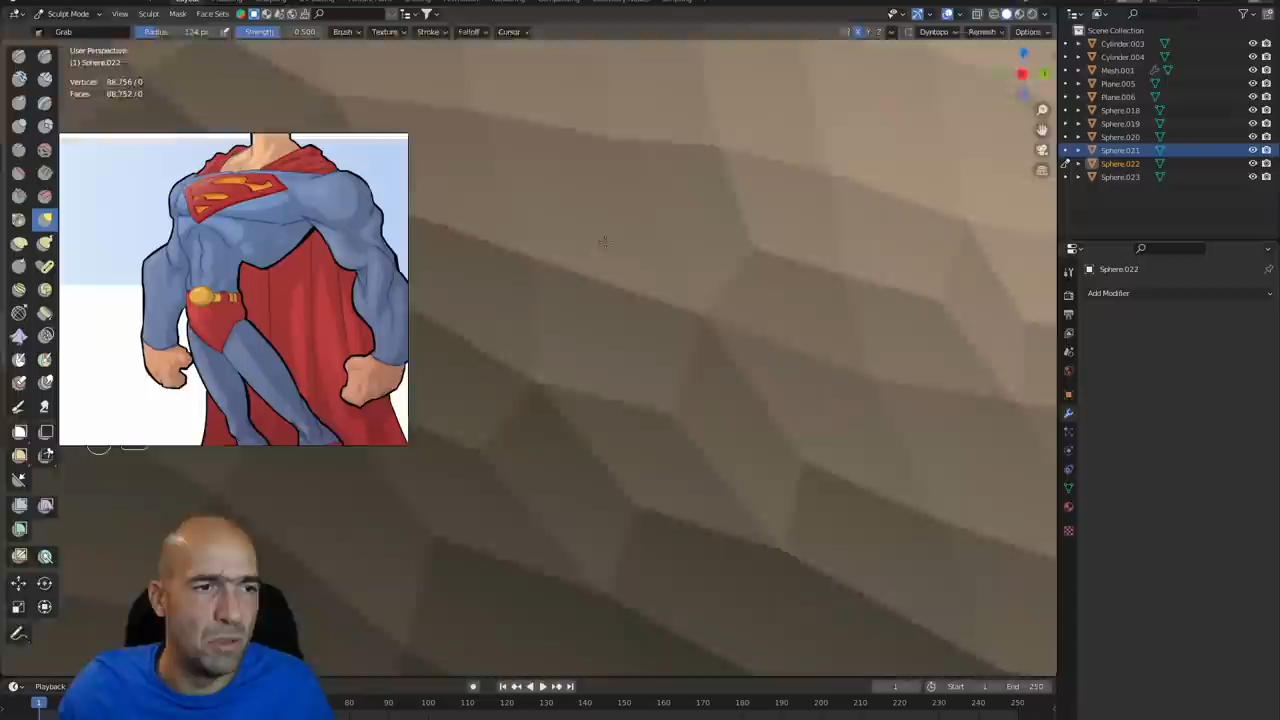 Sculpt Mode View Sculpt Mask Face Sets
Grab Radius 124 px Strength 0.500 Brush Texture Stroke Falloff Cursor X Y Z Dyntopo Remesh Options
User Perspective
(1) Sphere.022
Vertices 88,756/0
Faces 88,752/0
Scene Collection
Cylinder.003
Cylinder.004
Mesh.001
Plane.005
Plane.006
Sphere.018
Sphere.019
Sphere.020
Sphere.021
Sphere.022
Sphere.023
Sphere.022
Add Modifier
Playback 1 Start 1 End 250
1 80 90 100 110 120 130 140 150 160 170 180 190 200 210 220 230 240 250